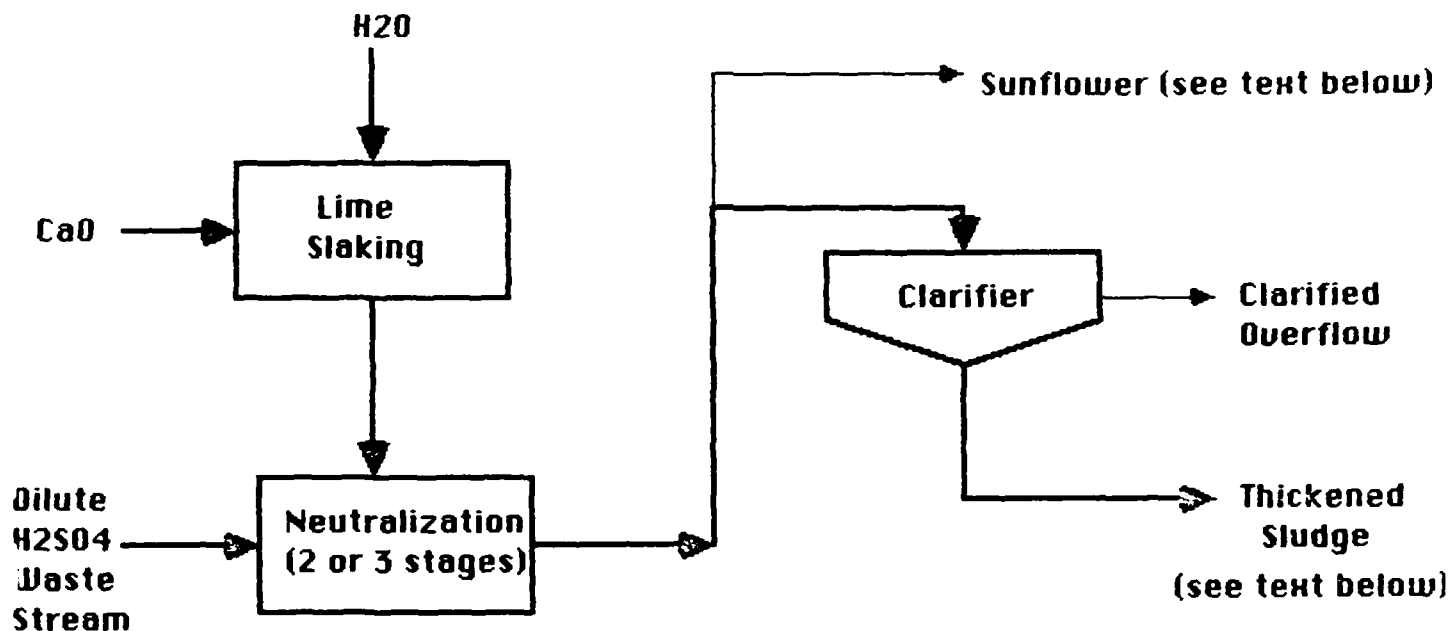 H2O
Sunflower (see text below)
CaO
Lime
Slaking
Clarifier
Clarified
Overflow
Dilute
H2SO4
Waste
Stream
Neutralization
(2 or 3 stages)
Thickened
Sludge
(see text below)